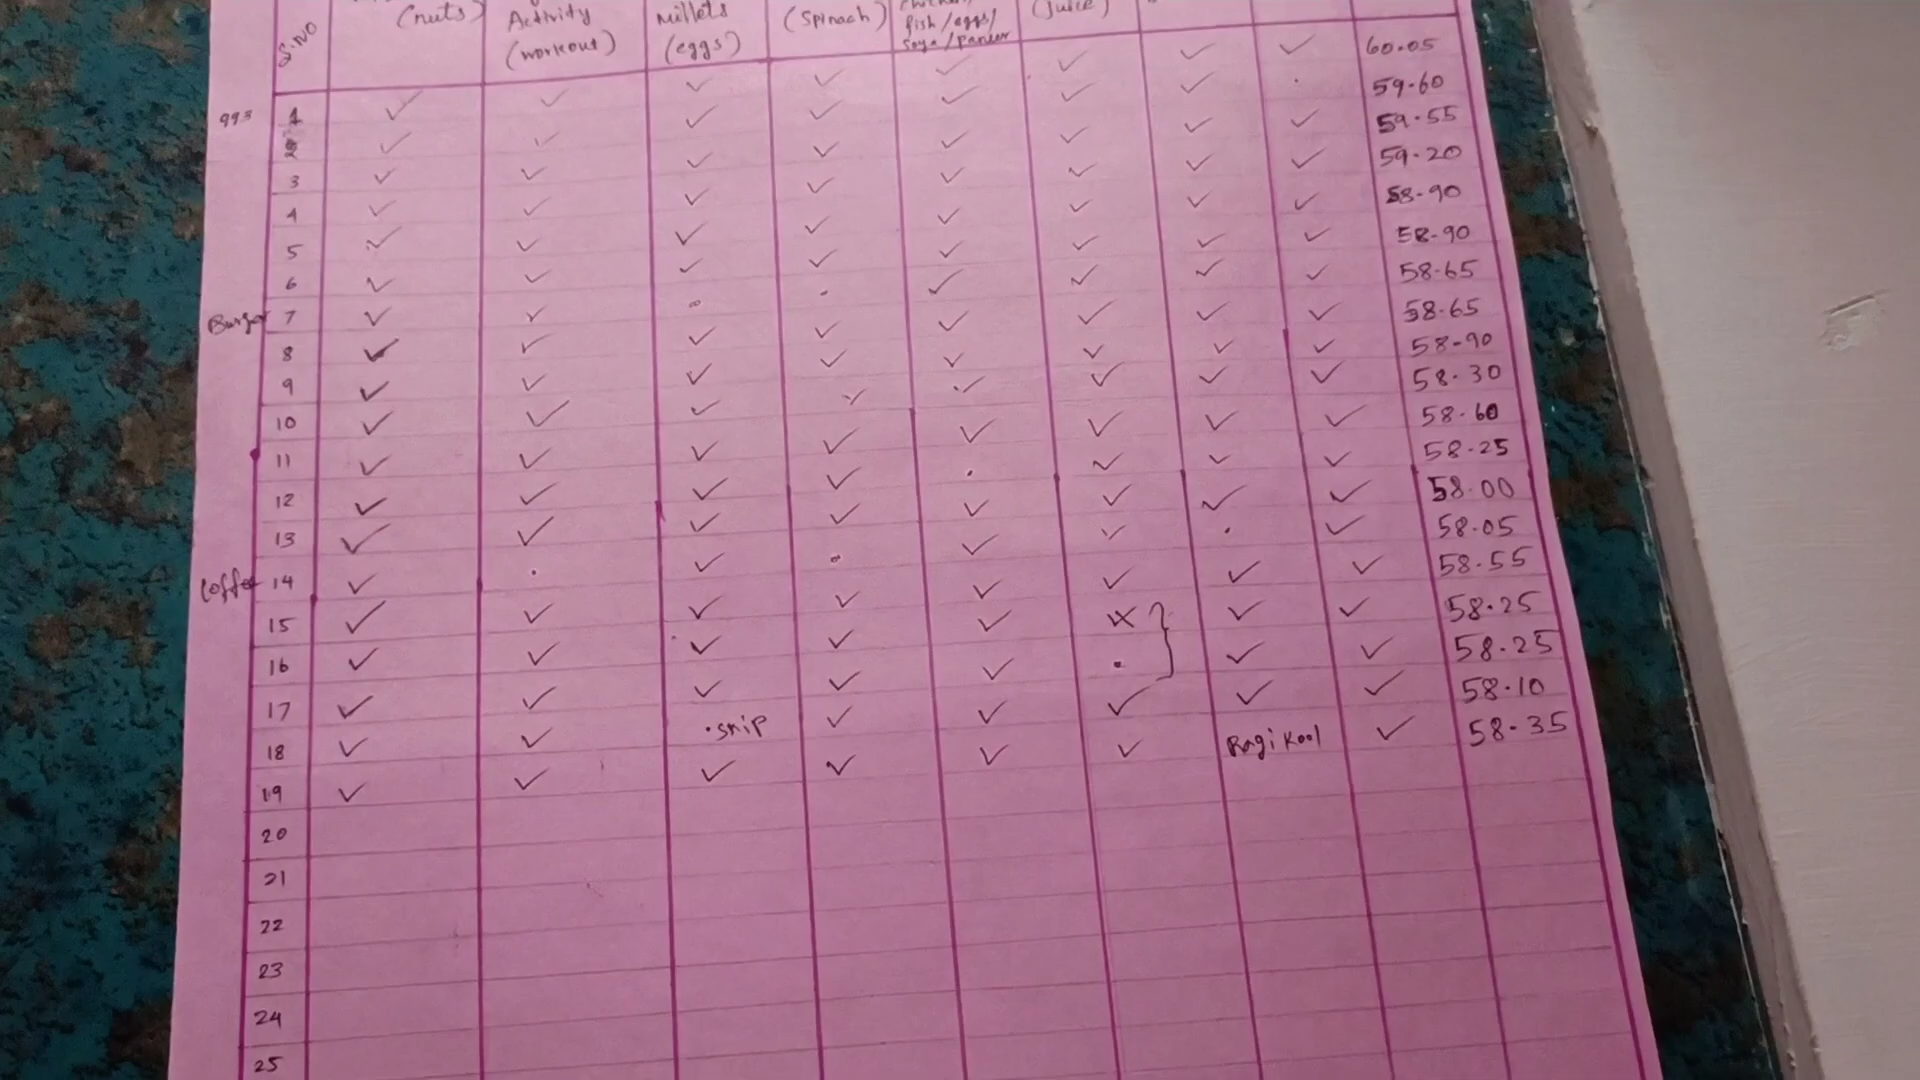 S.NO (nuts) Activity (workout) Millets (eggs) (Spinach) fish/eggs/ Soya/Paneer (Juice)
993 1 ✓ ✓ ✓ ✓ ✓ ✓ ✓ ✓ 60.05
2 ✓ ✓ ✓ ✓ ✓ ✓ ✓ . 59.60
3 ✓ ✓ ✓ ✓ ✓ ✓ ✓ ✓ 59.55
4 ✓ ✓ ✓ ✓ ✓ ✓ ✓ ✓ 59.20
5 ✓ ✓ ✓ ✓ ✓ ✓ ✓ ✓ 58.90
6 ✓ ✓ ✓ ✓ ✓ ✓ ✓ ✓ 58.90
Burger 7 ✓ ✓ . . ✓ ✓ ✓ ✓ 58.65
8 ✓ ✓ ✓ ✓ ✓ ✓ ✓ ✓ 58.65
9 ✓ ✓ ✓ ✓ ✓ ✓ ✓ ✓ 58.90
10 ✓ ✓ ✓ ✓ ✓ ✓ ✓ ✓ 58.30
11 ✓ ✓ ✓ ✓ ✓ ✓ ✓ ✓ 58.60
12 ✓ ✓ ✓ ✓ . ✓ ✓ ✓ 58.25
13 ✓ ✓ ✓ ✓ ✓ ✓ ✓ ✓ 58.00
Coffee 14 ✓ . ✓ . ✓ ✓ . ✓ 58.05
15 ✓ ✓ ✓ ✓ ✓ ✓ ✓ ✓ 58.55
16 ✓ ✓ ✓ ✓ ✓ X } ✓ ✓ 58.25
17 ✓ ✓ ✓ ✓ ✓ . ✓ ✓ 58.25
18 ✓ ✓ .skip ✓ ✓ ✓ ✓ ✓ 58.10
19 ✓ ✓ ✓ ✓ ✓ ✓ Ragi Kool ✓ 58.35
20
21
22
23
24
25